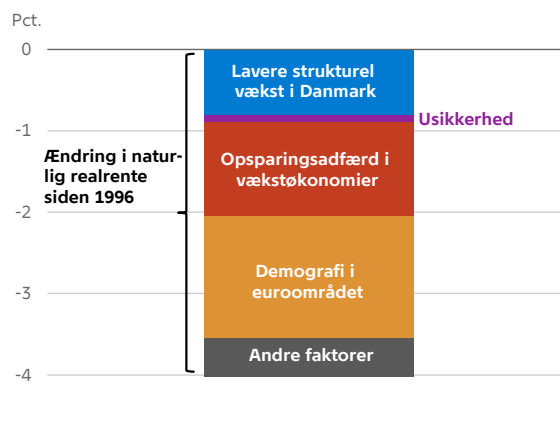 Pct.
0
Lavere strukturel
vækst i Danmark
Usikkerhed
-1
Ændring i natur-
lig realrente
siden 1996
Opsparingsadfærd i
vækstøkonomier
-2
Demografi i
euroområdet
-3
Andre faktorer
-4